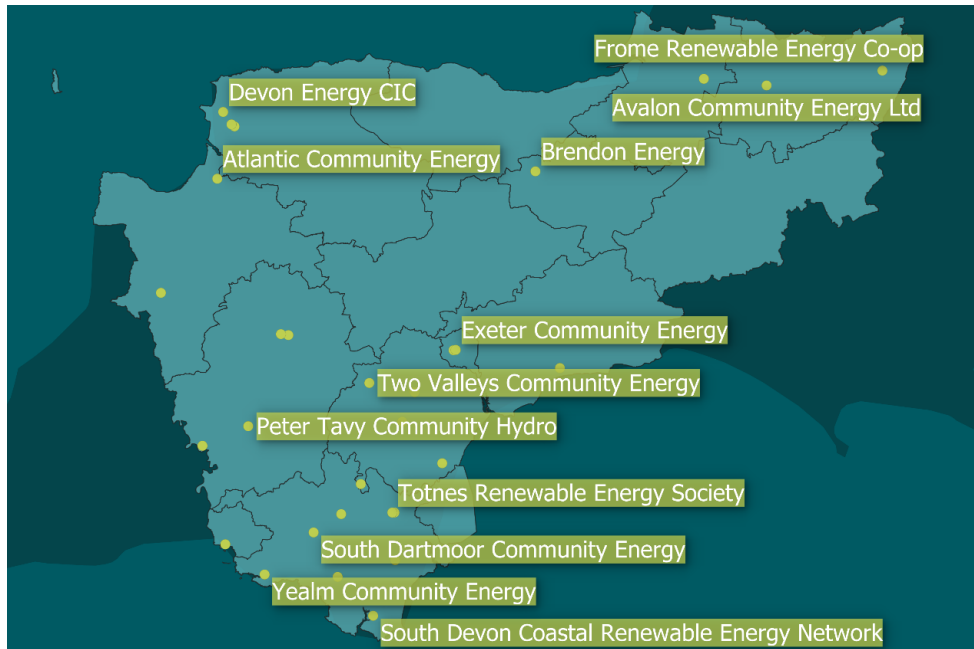 Frome Renewable Energy Co-op
Devon Energy CIC
Avalon Community Energy Ltd
Atlantic Community Energy
Brendon Energy
Exeter Community Energy
Two Valleys Community Energy
Peter Tavy Community Hydro
Totnes Renewable Energy Society
South Dartmoor Community Energy
Yealm Community Energy
South Devon Coastal Renewable Energy Network